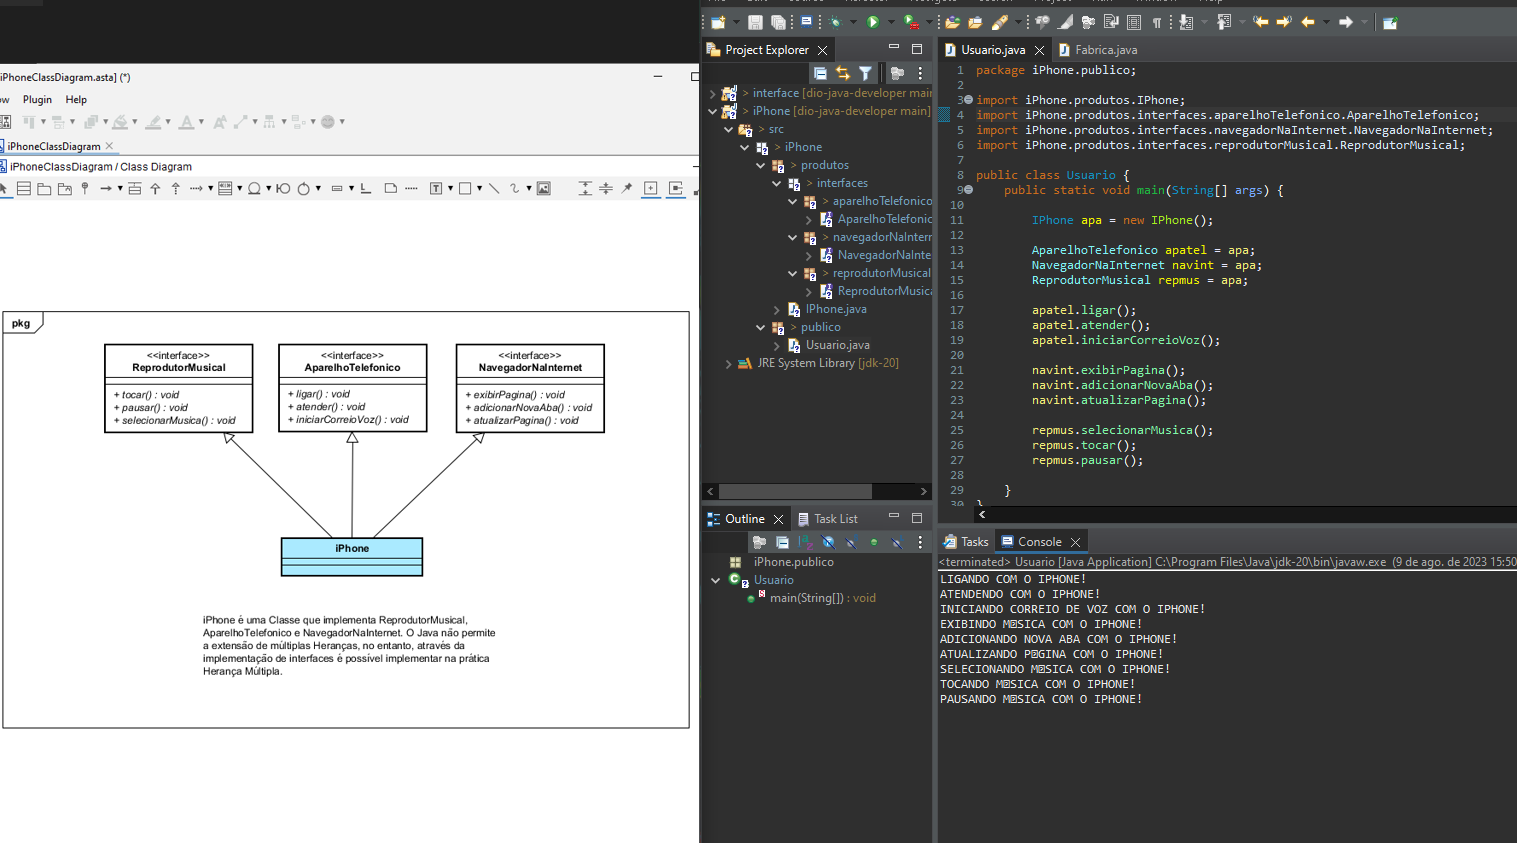 iPhoneClassDiagram.asta] (*)
Plugin Help
iPhoneClassDiagram
iPhoneClassDiagram / Class Diagram
pkg
<<interface>>
ReprodutorMusical
+ tocar() : void
+ pausar() : void
+ selecionarMusica() : void
<<interface>>
AparelhoTelefonico
+ ligar() : void
+ atender() : void
+ iniciarCorreioVoz() : void
<<interface>>
NavegadorNaInternet
+ exibirPagina() : void
+ adicionarNovaAba() : void
+ atualizarPagina() : void
iPhone
iPhone é uma Classe que implementa ReprodutorMusical,
AparelhoTelefonico e NavegadorNaInternet. O Java não permite
a extensão de múltiplas Heranças, no entanto, através da
implementação de interfaces é possível implementar na prática
Herança Múltipla.
Project Explorer
> interface [dio-java-developer main]
> iPhone [dio-java-developer main]
> src
> iPhone
> produtos
> interfaces
> aparelhoTelefonico
AparelhoTelefonic
> navegadorNaIntern
NavegadorNaInte
> reprodutorMusical
ReprodutorMusica
IPhone.java
> publico
Usuario.java
JRE System Library [jdk-20]
Outline Task List
iPhone.publico
Usuario
main(String[]) : void
Usuario.java Fabrica.java
1 package iPhone.publico;
2
3 import iPhone.produtos.IPhone;
4 import iPhone.produtos.interfaces.aparelhoTelefonico.AparelhoTelefonico;
5 import iPhone.produtos.interfaces.navegadorNaInternet.NavegadorNaInternet;
6 import iPhone.produtos.interfaces.reprodutorMusical.ReprodutorMusical;
7
8 public class Usuario {
9 public static void main(String[] args) {
10
11 IPhone apa = new IPhone();
12
13 AparelhoTelefonico apatel = apa;
14 NavegadorNaInternet navint = apa;
15 ReprodutorMusical repmus = apa;
16
17 apatel.ligar();
18 apatel.atender();
19 apatel.iniciarCorreioVoz();
20
21 navint.exibirPagina();
22 navint.adicionarNovaAba();
23 navint.atualizarPagina();
24
25 repmus.selecionarMusica();
26 repmus.tocar();
27 repmus.pausar();
28
29 }
30 }
Tasks Console
<terminated> Usuario [Java Application] C:\Program Files\Java\jdk-20\bin\javaw.exe (9 de ago. de 2023 15:50
LIGANDO COM O IPHONE!
ATENDENDO COM O IPHONE!
INICIANDO CORREIO DE VOZ COM O IPHONE!
EXIBINDO M�SICA COM O IPHONE!
ADICIONANDO NOVA ABA COM O IPHONE!
ATUALIZANDO P�GINA COM O IPHONE!
SELECIONANDO M�SICA COM O IPHONE!
TOCANDO M�SICA COM O IPHONE!
PAUSANDO M�SICA COM O IPHONE!